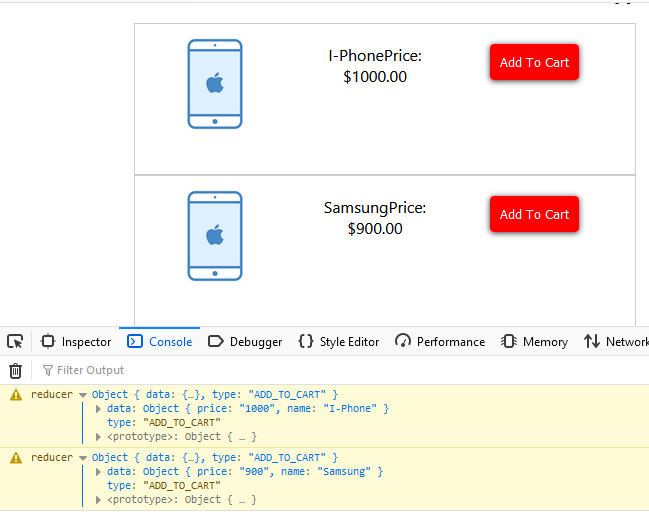 I-PhonePrice:
$1000.00
Add To Cart
SamsungPrice:
$900.00
Add To Cart
Inspector Console Debugger Style Editor Performance Memory Network
Filter Output
reducer Object { data: {…}, type: "ADD_TO_CART" }
data: Object { price: "1000", name: "I-Phone" }
type: "ADD_TO_CART"
<prototype>: Object { … }
reducer Object { data: {…}, type: "ADD_TO_CART" }
data: Object { price: "900", name: "Samsung" }
type: "ADD_TO_CART"
<prototype>: Object { … }